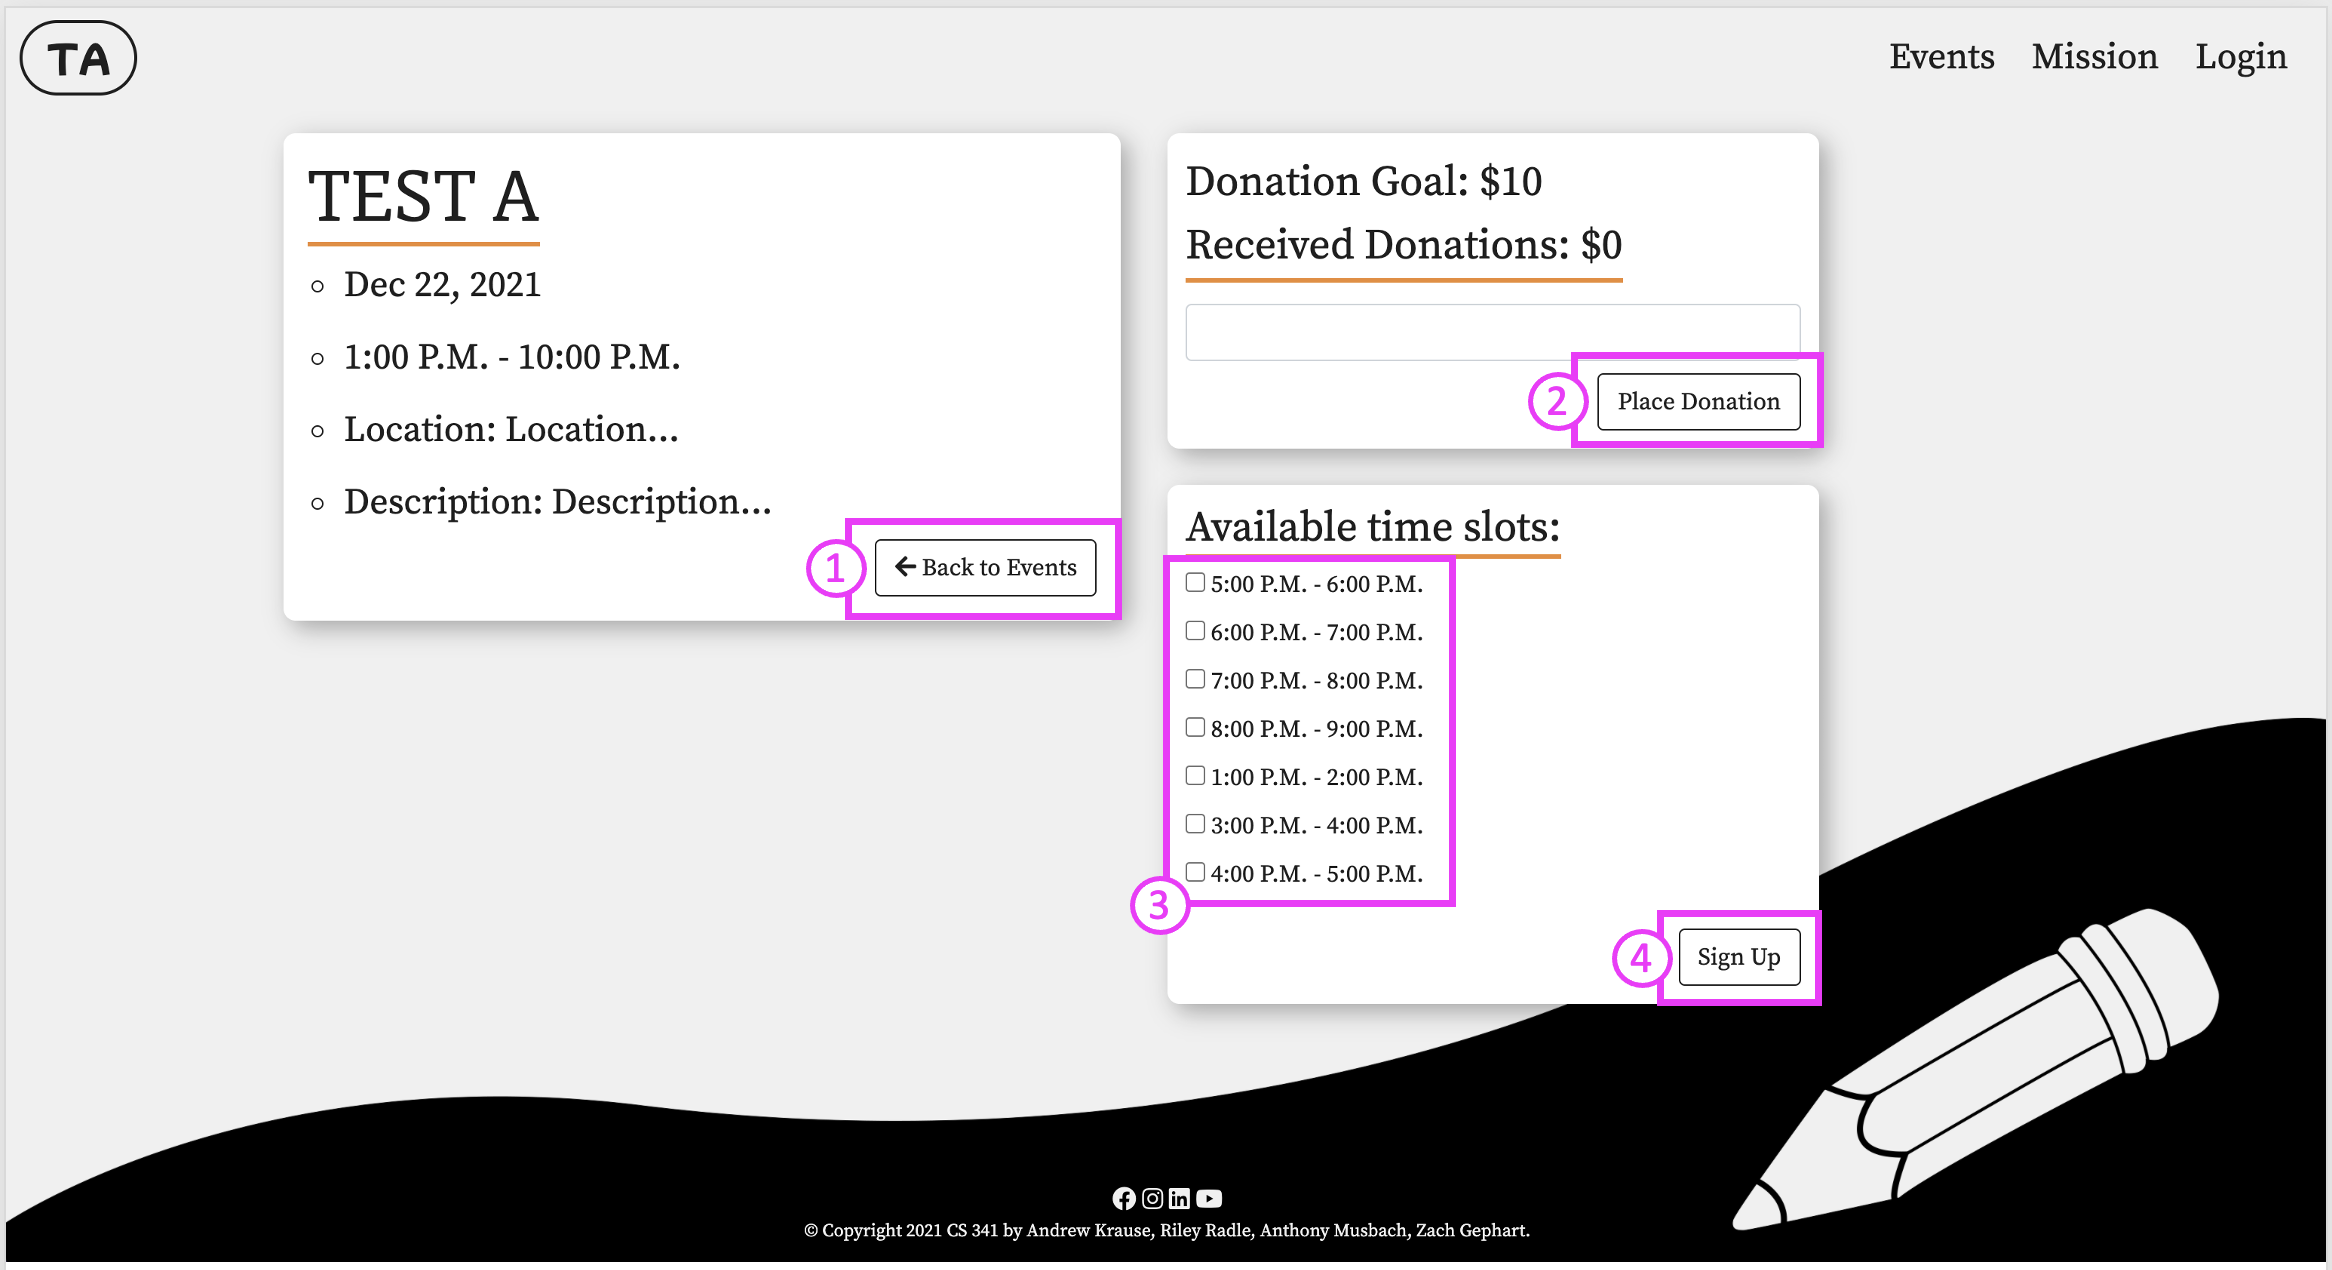 TA
Events Mission Login
TEST A
Dec 22, 2021
1:00 P.M. - 10:00 P.M.
Location: Location...
Description: Description...
1
Back to Events
Donation Goal: $10
Received Donations: $0
2
Place Donation
Available time slots:
5:00 P.M. - 6:00 P.M.
6:00 P.M. - 7:00 P.M.
7:00 P.M. - 8:00 P.M.
8:00 P.M. - 9:00 P.M.
1:00 P.M. - 2:00 P.M.
3:00 P.M. - 4:00 P.M.
4:00 P.M. - 5:00 P.M.
3
4
Sign Up
© Copyright 2021 CS 341 by Andrew Krause, Riley Radle, Anthony Musbach, Zach Gephart.